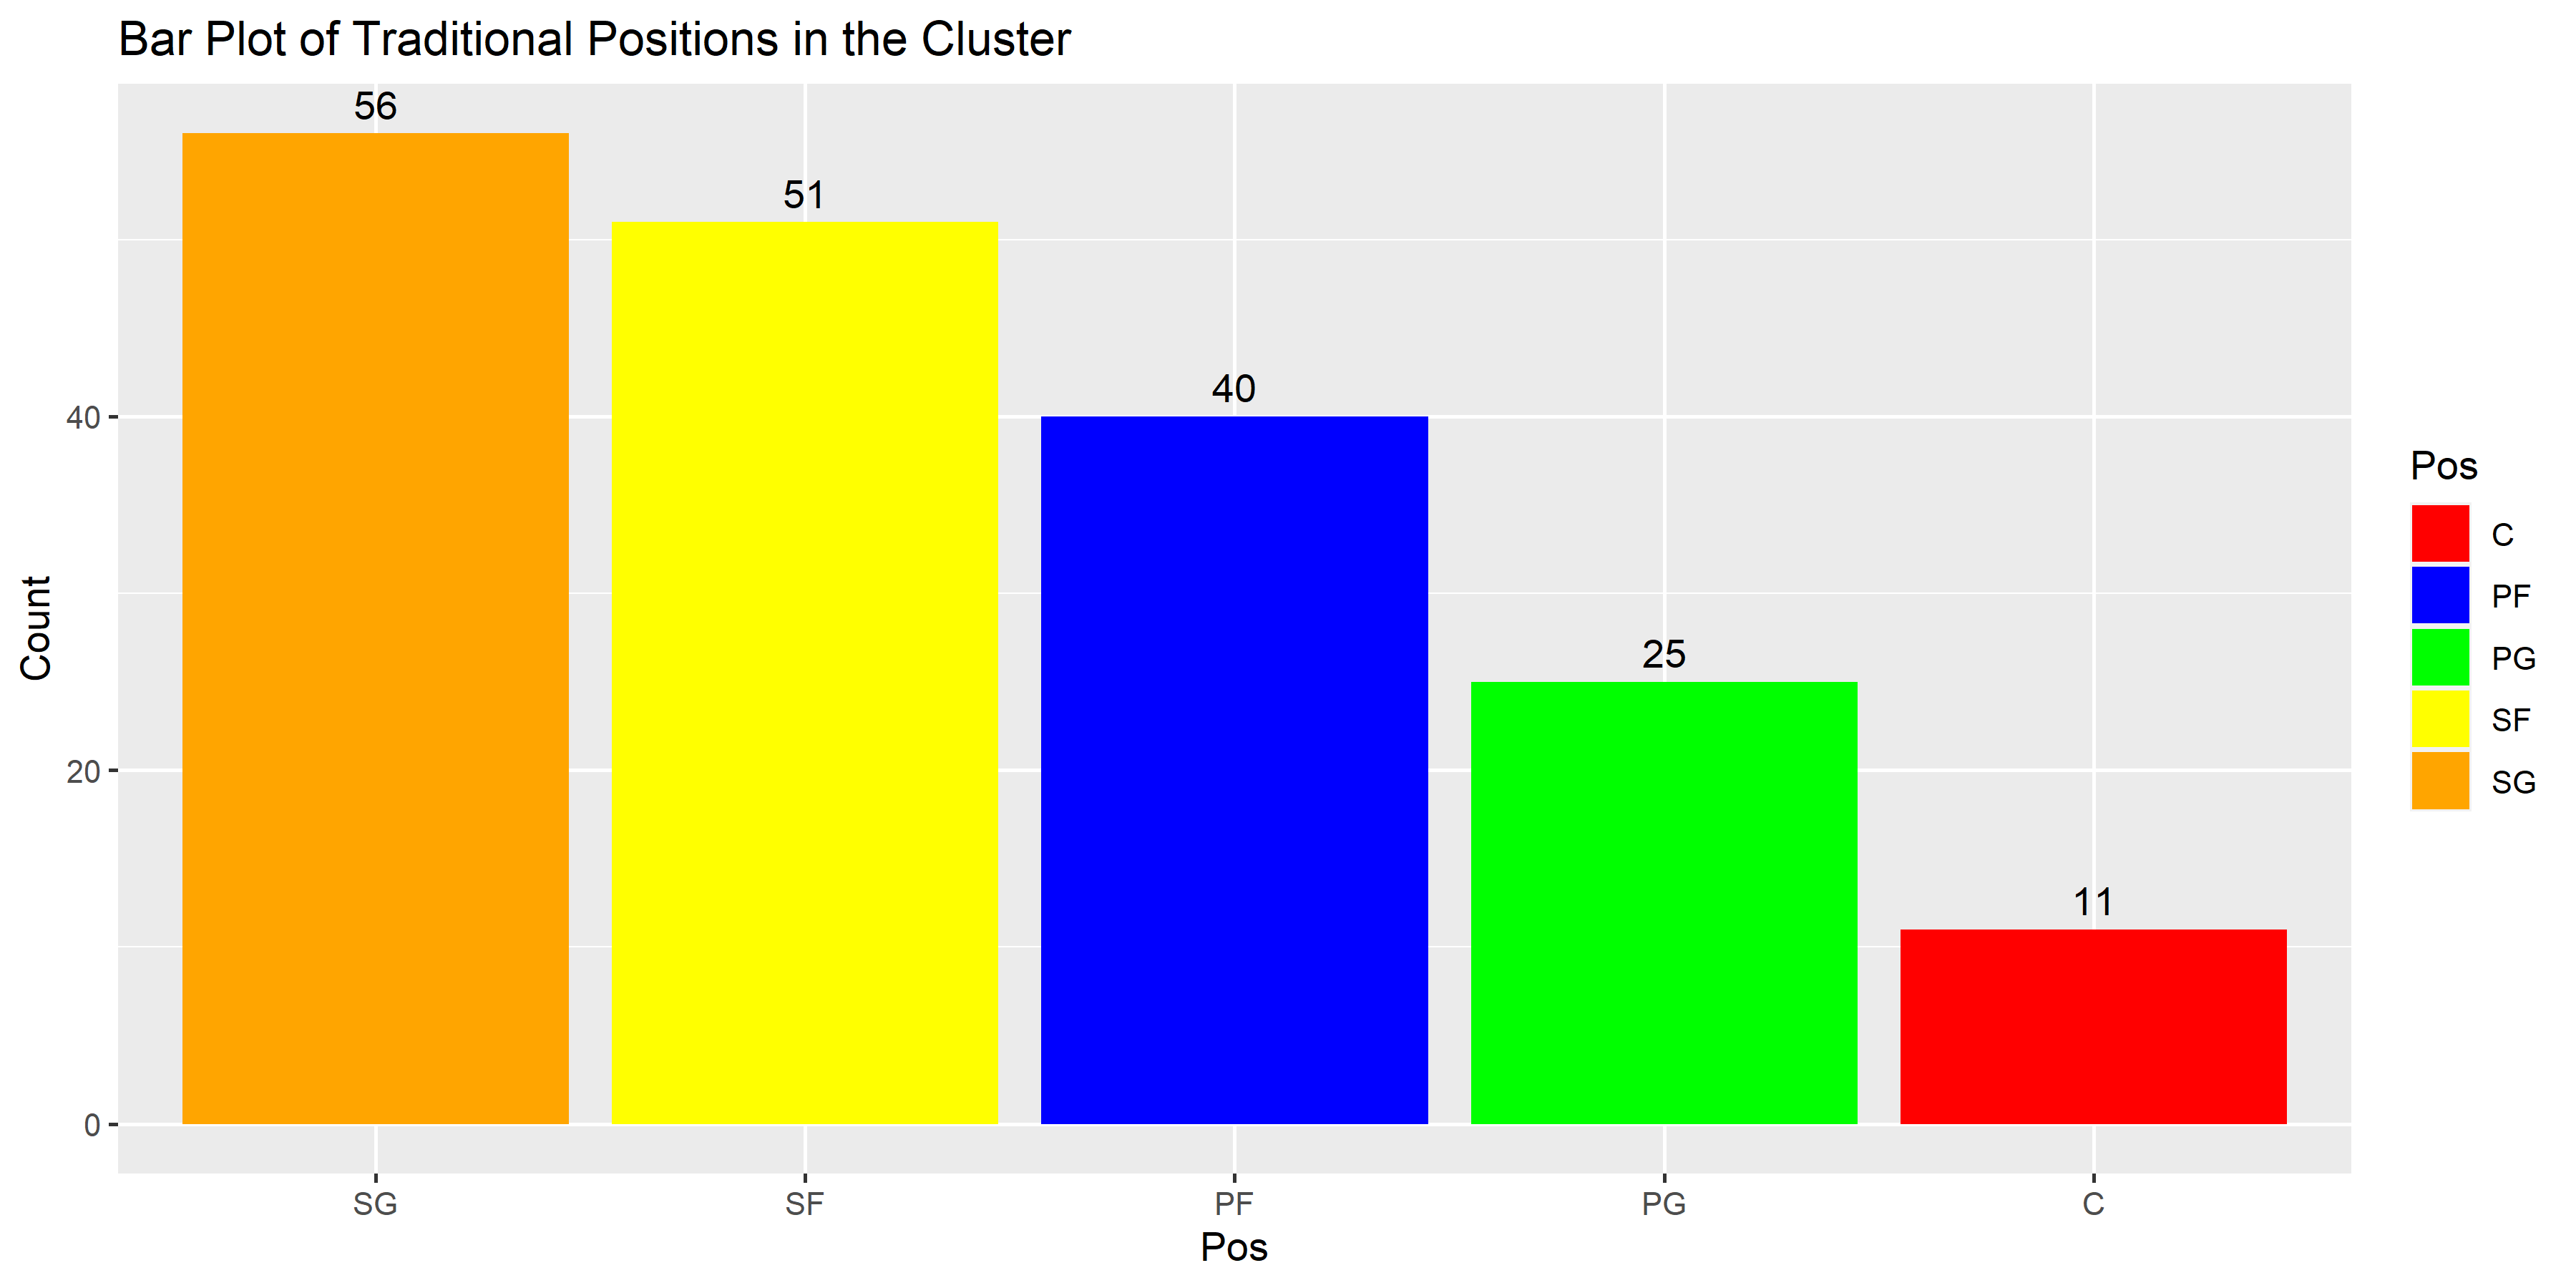 Bar Plot of Traditional Positions in the Cluster
56
51
40
25
11
40
20
0
Count
SG
SF
PF
PG
C
Pos
Pos
C
PF
PG
SF
SG